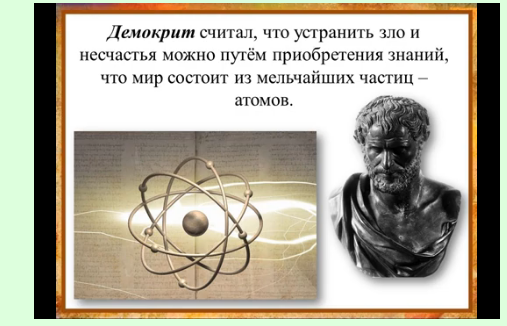 Демокрит считал, что устранить зло и
несчастья можно путём приобретения знаний,
что мир состоит из мельчайших частиц –
атомов.